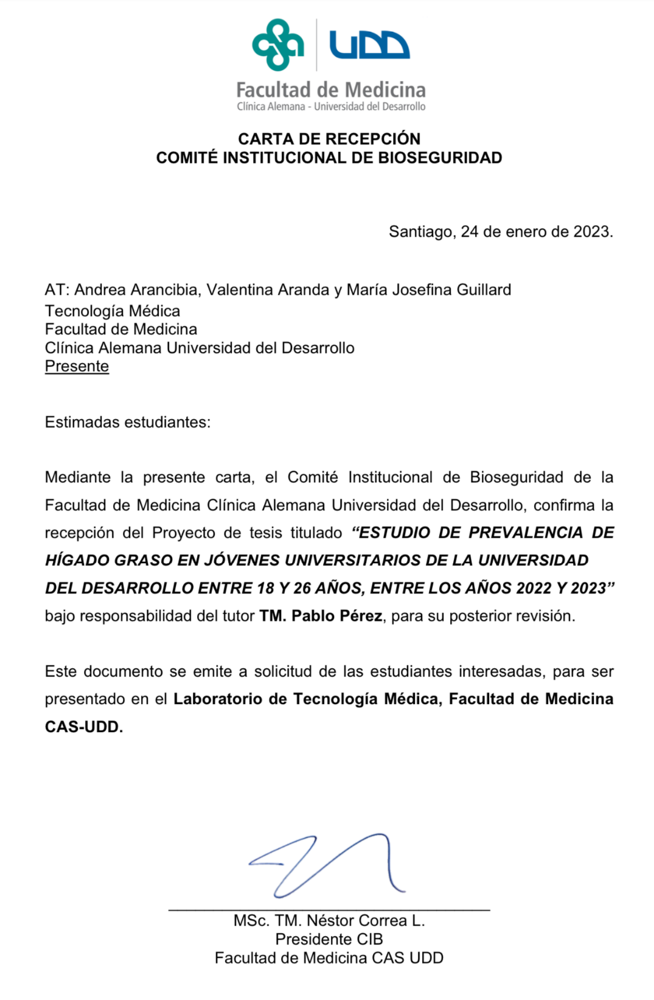 UDD
Facultad de Medicina
Clínica Alemana - Universidad del Desarrollo
CARTA DE RECEPCIÓN
COMITÉ INSTITUCIONAL DE BIOSEGURIDAD
Santiago, 24 de enero de 2023.
AT: Andrea Arancibia, Valentina Aranda y María Josefina Guillard
Tecnología Médica
Facultad de Medicina
Clínica Alemana Universidad del Desarrollo
Presente
Estimadas estudiantes:
Mediante la presente carta, el Comité Institucional de Bioseguridad de la
Facultad de Medicina Clínica Alemana Universidad del Desarrollo, confirma la
recepción del Proyecto de tesis titulado “ESTUDIO DE PREVALENCIA DE
HÍGADO GRASO EN JÓVENES UNIVERSITARIOS DE LA UNIVERSIDAD
DEL DESARROLLO ENTRE 18 Y 26 AÑOS, ENTRE LOS AÑOS 2022 Y 2023”
bajo responsabilidad del tutor TM. Pablo Pérez, para su posterior revisión.
Este documento se emite a solicitud de las estudiantes interesadas, para ser
presentado en el Laboratorio de Tecnología Médica, Facultad de Medicina
CAS-UDD.
MSc. TM. Néstor Correa L.
Presidente CIB
Facultad de Medicina CAS UDD